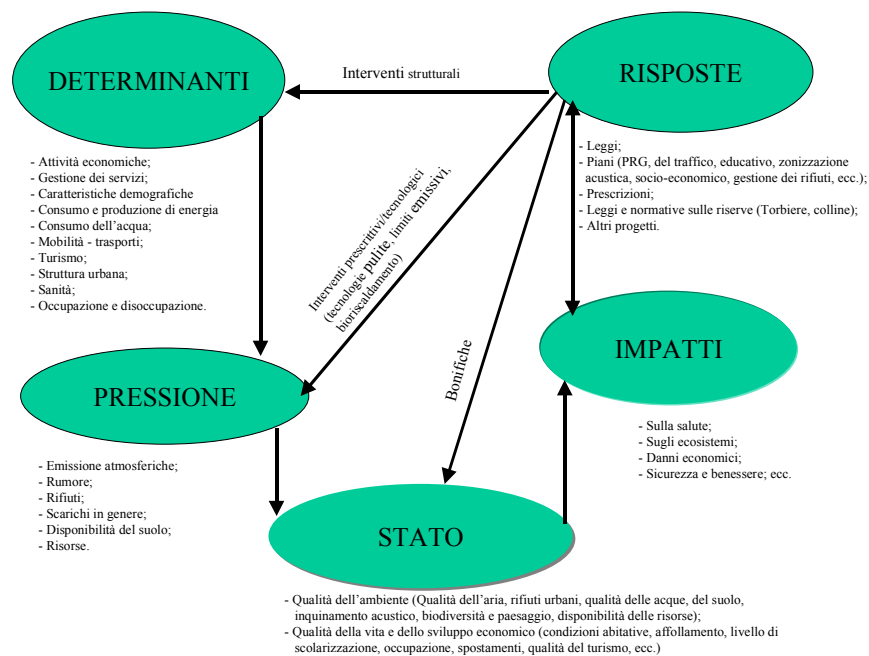 DETERMINANTI
Interventi strutturali
RISPOSTE
- Attività economiche;
- Gestione dei servizi;
- Caratteristiche demografiche
- Consumo e produzione di energia
- Consumo dell'acqua;
- Mobilità - trasporti;
- Turismo;
- Struttura urbana;
- Sanità;
- Occupazione e disoccupazione.
- Leggi;
- Piani (PRG, del traffico, educativo, zonizzazione
acustica, socio-economico, gestione dei rifiuti, ecc.);
- Prescrizioni;
- Leggi e normative sulle riserve (Torbiere, colline);
- Altri progetti.
Interventi prescrittivi/tecnologici
(tecnologie pulite, limiti emissivi,
bioriscaldamento)
Bonifiche
IMPATTI
PRESSIONE
- Sulla salute;
- Sugli ecosistemi;
- Danni economici;
- Sicurezza e benessere; ecc.
- Emissione atmosferiche;
- Rumore;
- Rifiuti;
- Scarichi in genere;
- Disponibilità del suolo;
- Risorse.
STATO
- Qualità dell'ambiente (Qualità dell'aria, rifiuti urbani, qualità delle acque, del suolo,
inquinamento acustico, biodiversità e paesaggio, disponibilità delle risorse);
- Qualità della vita e dello sviluppo economico (condizioni abitative, affollamento, livello di
scolarizzazione, occupazione, spostamenti, qualità del turismo, ecc.)